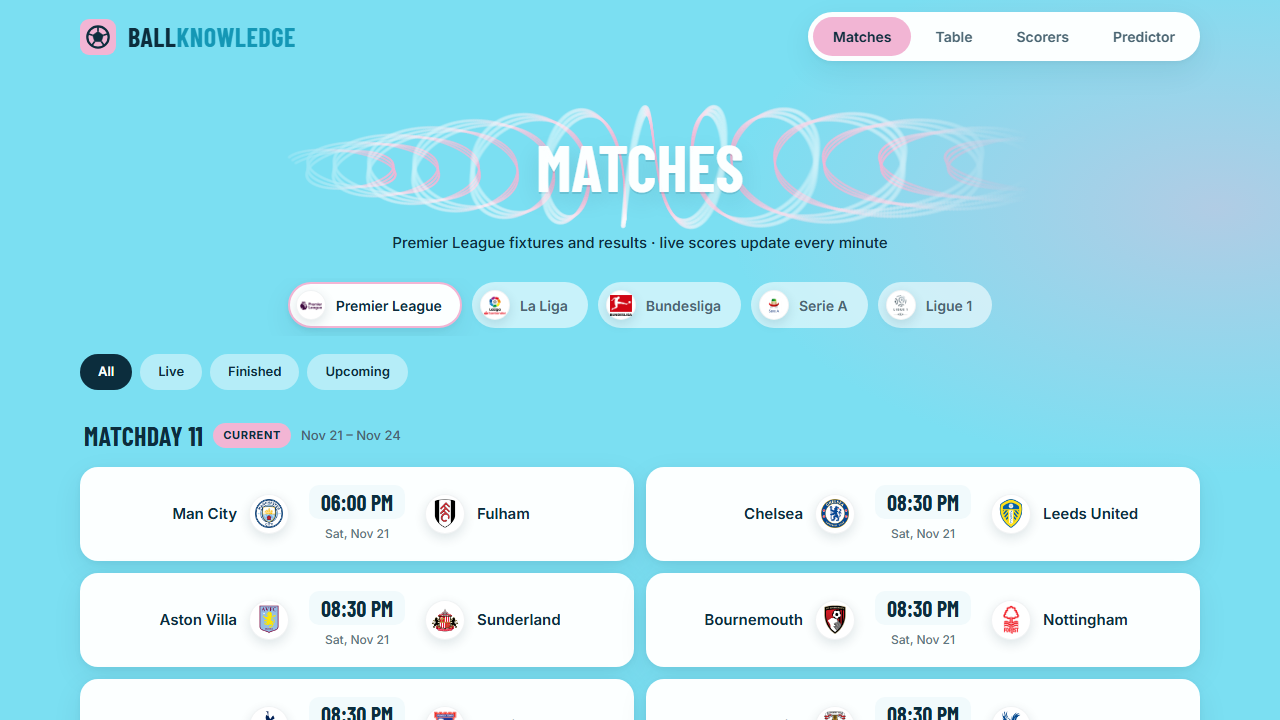 BALLKNOWLEDGE
Matches Table Scorers Predictor
MATCHES
Premier League fixtures and results · live scores update every minute
Premier League La Liga Bundesliga Serie A Ligue 1
All Live Finished Upcoming
MATCHDAY 11 CURRENT Nov 21 – Nov 24
Man City 06:00 PM Fulham
Sat, Nov 21
Chelsea 08:30 PM Leeds United
Sat, Nov 21
Aston Villa 08:30 PM Sunderland
Sat, Nov 21
Bournemouth 08:30 PM Nottingham
Sat, Nov 21
08:30 PM
08:30 PM